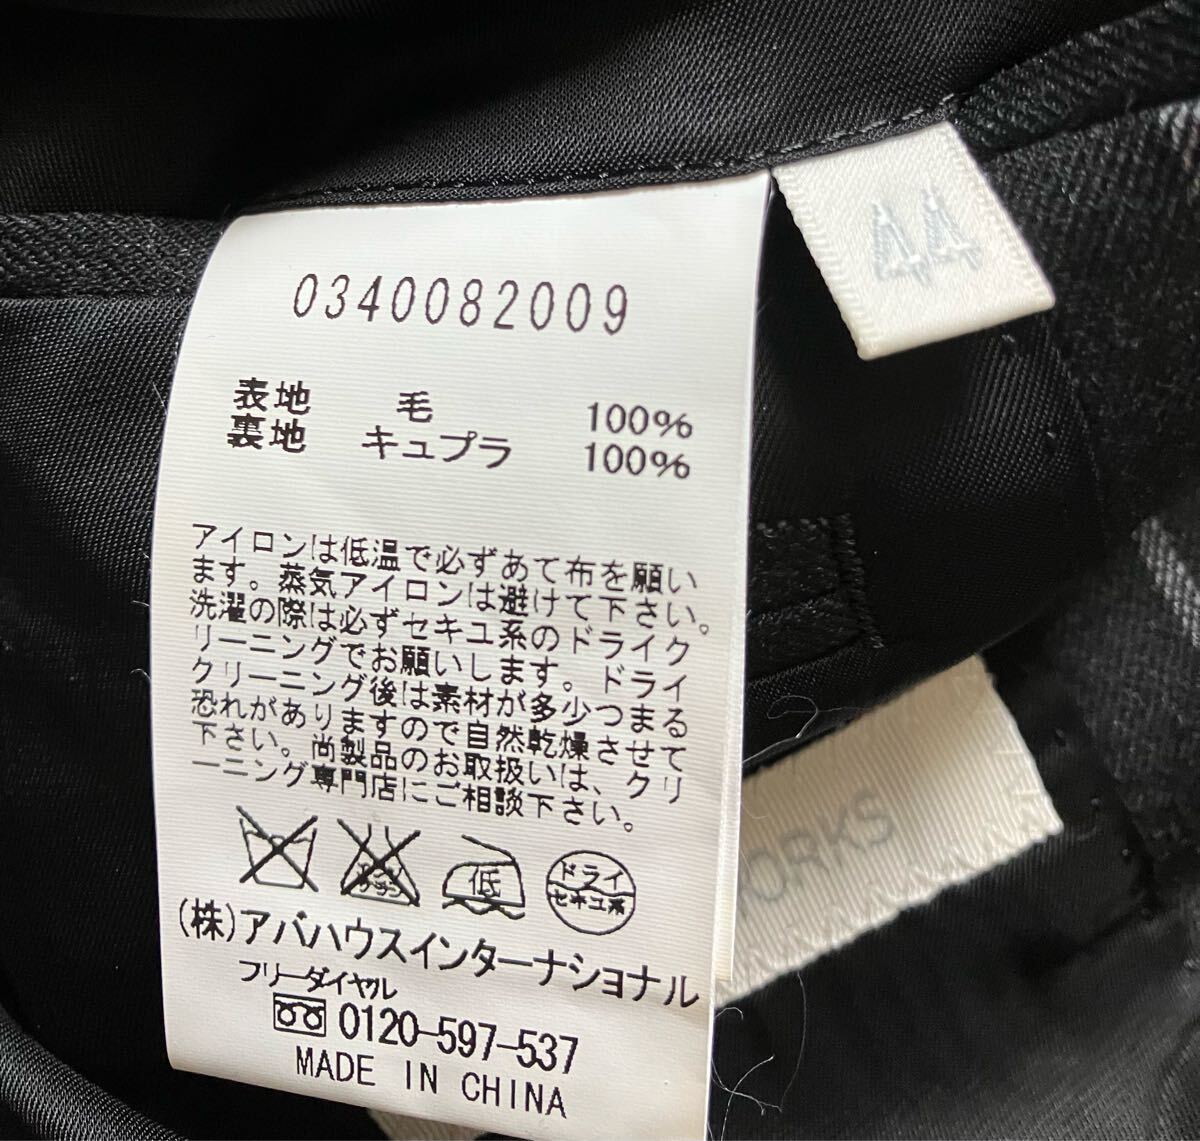 0340082009
44
表地 毛 100%
裏地 キュプラ 100%
アイロンは低温で必ずあて布を願い
ます。蒸気アイロンは避けて下さい。
洗濯の際は必ずセキユ系のドライク
リーニングでお願いします。ドライ
クリーニング後は素材が多少つまる
恐れがありますので自然乾燥させて
下さい。尚製品のお取扱いは、クリ
ーニング専門店にご相談下さい。
低
ドライ
セキユ系
(株)アバハウスインターナショナル
フリーダイヤル
0120-597-537
MADE IN CHINA
ORKS